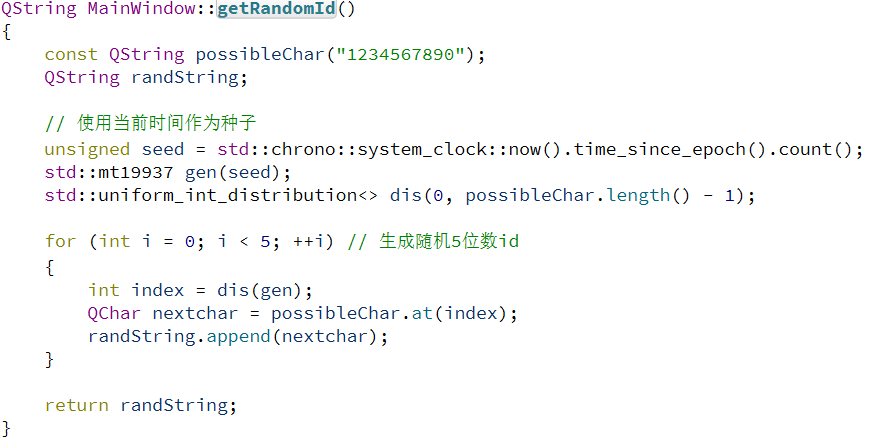 QString MainWindow::getRandomId()
{
    const QString possibleChar("1234567890");
    QString randString;

    // 使用当前时间作为种子
    unsigned seed = std::chrono::system_clock::now().time_since_epoch().count();
    std::mt19937 gen(seed);
    std::uniform_int_distribution<> dis(0, possibleChar.length() - 1);

    for (int i = 0; i < 5; ++i) // 生成随机5位数id
    {
        int index = dis(gen);
        QChar nextchar = possibleChar.at(index);
        randString.append(nextchar);
    }

    return randString;
}